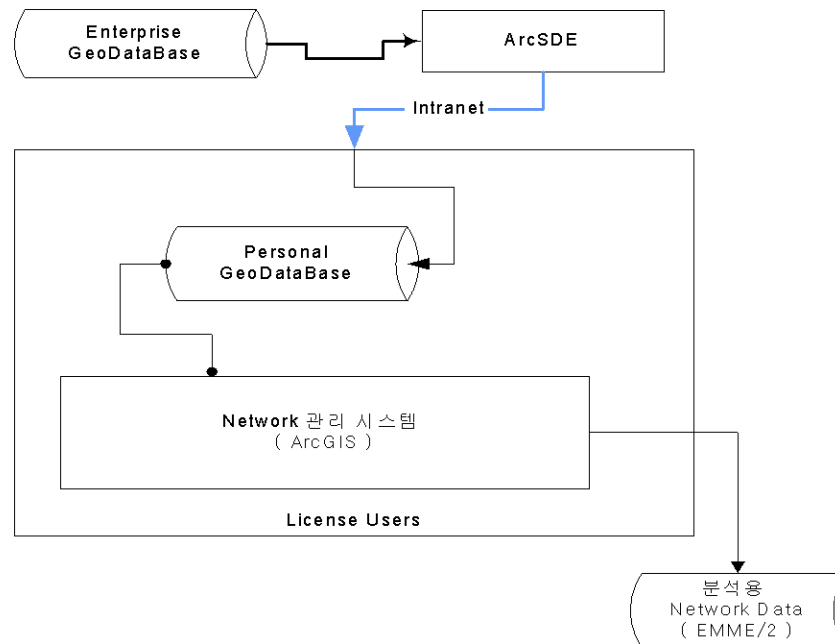 Enterprise
GeoDataBase
ArcSDE
Intranet
Personal
GeoDataBase
Network 관리 시스템
( ArcGIS )
License Users
분석용
Network Data
( EMME/2 )